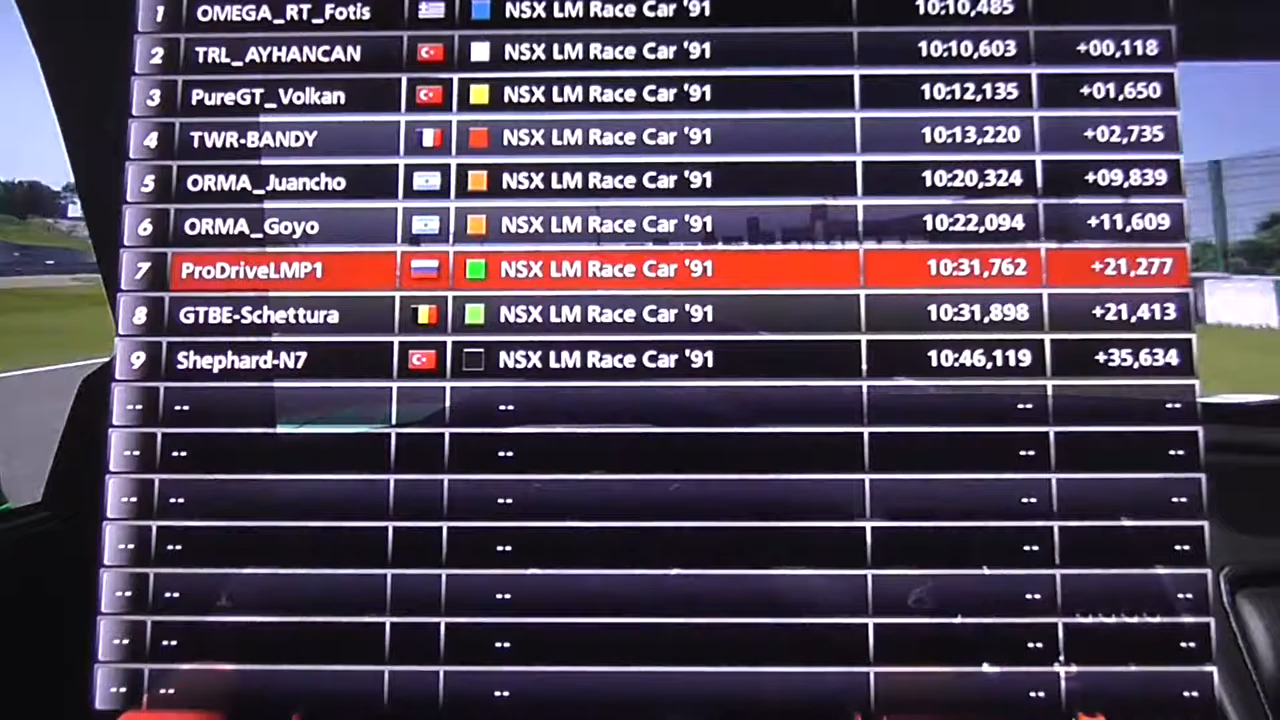 1 OMEGA_RT_Fotis NSX LM Race Car '91 10:10,485
2 TRL_AYHANCAN NSX LM Race Car '91 10:10,603 +00,118
3 PureGT_Volkan NSX LM Race Car '91 10:12,135 +01,650
4 TWR-BANDY NSX LM Race Car '91 10:13,220 +02,735
5 ORMA_Juancho NSX LM Race Car '91 10:20,324 +09,839
6 ORMA_Goyo NSX LM Race Car '91 10:22,094 +11,609
7 ProDriveLMP1 NSX LM Race Car '91 10:31,762 +21,277
8 GTBE-Schettura NSX LM Race Car '91 10:31,898 +21,413
9 Shephard-N7 NSX LM Race Car '91 10:46,119 +35,634
-- -- -- -- --
-- -- -- -- --
-- -- -- -- --
-- -- -- -- --
-- -- -- -- --
-- -- -- -- --
-- -- -- -- --